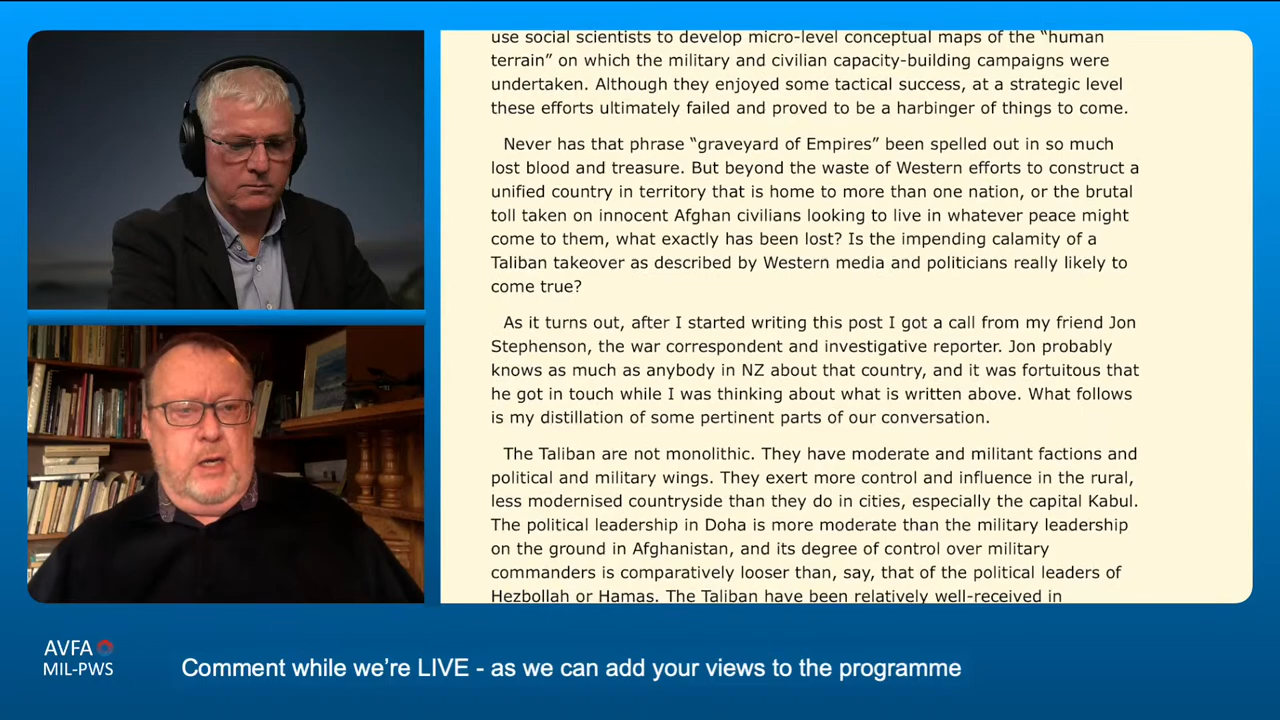 use social scientists to develop micro-level conceptual maps of the “human
terrain” on which the military and civilian capacity-building campaigns were
undertaken. Although they enjoyed some tactical success, at a strategic level
these efforts ultimately failed and proved to be a harbinger of things to come.
Never has that phrase “graveyard of Empires” been spelled out in so much
lost blood and treasure. But beyond the waste of Western efforts to construct a
unified country in territory that is home to more than one nation, or the brutal
toll taken on innocent Afghan civilians looking to live in whatever peace might
come to them, what exactly has been lost? Is the impending calamity of a
Taliban takeover as described by Western media and politicians really likely to
come true?
As it turns out, after I started writing this post I got a call from my friend Jon
Stephenson, the war correspondent and investigative reporter. Jon probably
knows as much as anybody in NZ about that country, and it was fortuitous that
he got in touch while I was thinking about what is written above. What follows
is my distillation of some pertinent parts of our conversation.
The Taliban are not monolithic. They have moderate and militant factions and
political and military wings. They exert more control and influence in the rural,
less modernised countryside than they do in cities, especially the capital Kabul.
The political leadership in Doha is more moderate than the military leadership
on the ground in Afghanistan, and its degree of control over military
commanders is comparatively looser than, say, that of the political leaders of
Hezbollah or Hamas. The Taliban have been relatively well-received in
AVFA
MIL-PWS
Comment while we’re LIVE - as we can add your views to the programme